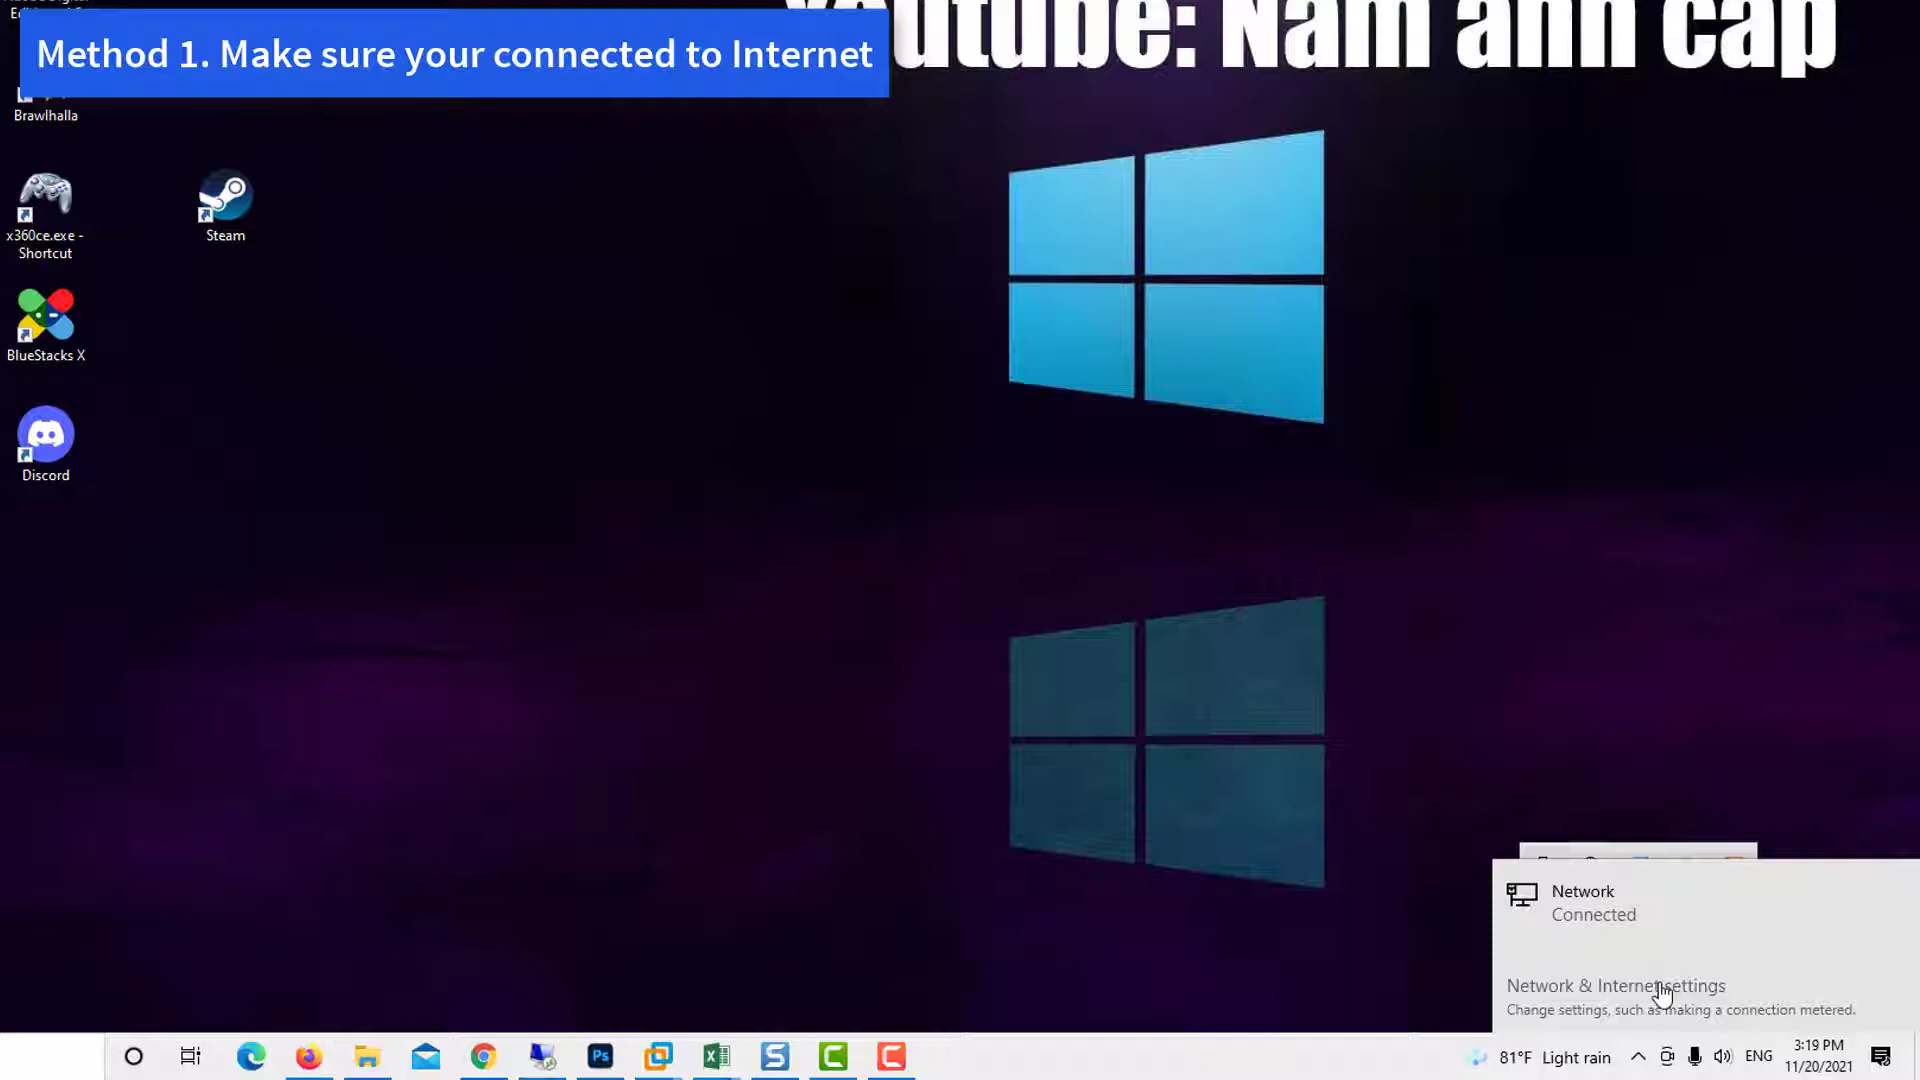 Youtube: Nam anh cap
Method 1. Make sure your connected to Internet
Brawlhalla
x360ce.exe -
Shortcut
Steam
BlueStacks X
Discord
Network
Connected
Network & Internet settings
Change settings, such as making a connection metered.
Ps
S
C
C
81°F Light rain
ENG
3:19 PM
11/20/2021